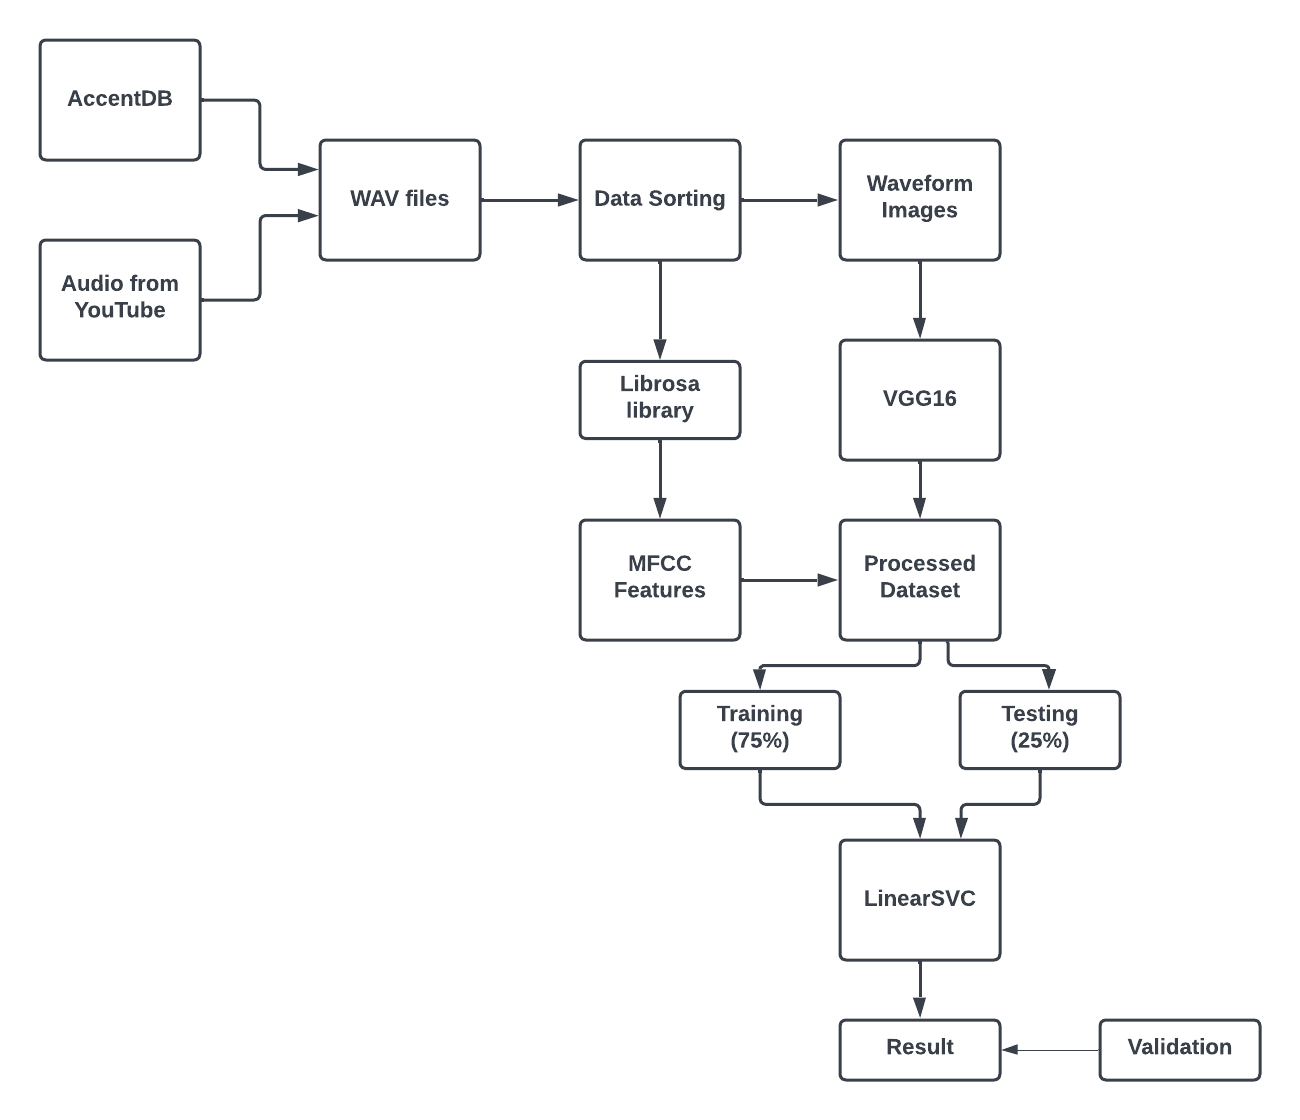 AccentDB
Audio from
YouTube
WAV files
Data Sorting
Waveform
Images
Librosa
library
VGG16
MFCC
Features
Processed
Dataset
Training
(75%)
Testing
(25%)
LinearSVC
Result
Validation